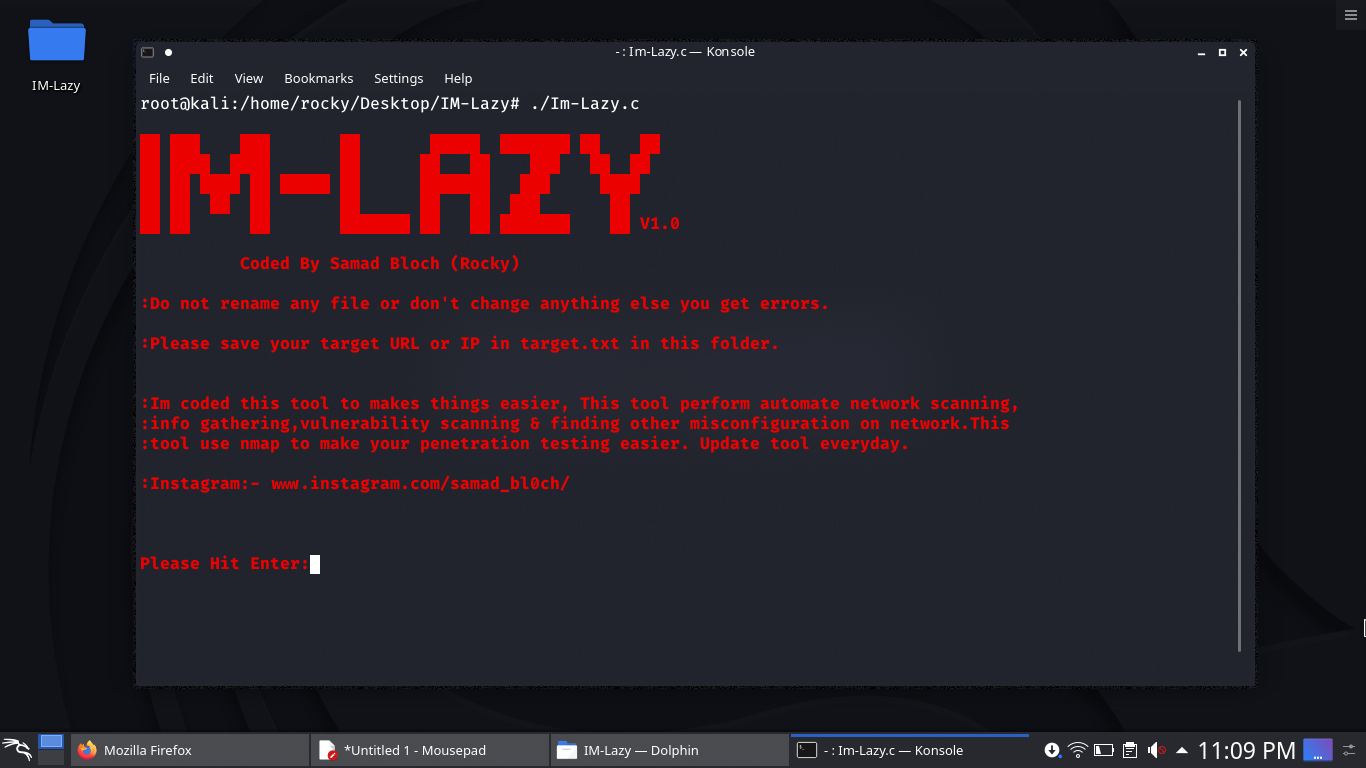 IM-Lazy
- : Im-Lazy.c — Konsole
File Edit View Bookmarks Settings Help
root@kali:/home/rocky/Desktop/IM-Lazy# ./Im-Lazy.c
IM-LAZY V1.0
Coded By Samad Bloch (Rocky)
:Do not rename any file or don't change anything else you get errors.
:Please save your target URL or IP in target.txt in this folder.
:Im coded this tool to makes things easier, This tool perform automate network scanning,
:info gathering,vulnerability scanning & finding other misconfiguration on network.This
:tool use nmap to make your penetration testing easier. Update tool everyday.
:Instagram:- www.instagram.com/samad_bl0ch/
Please Hit Enter:
Mozilla Firefox *Untitled 1 - Mousepad IM-Lazy — Dolphin - : Im-Lazy.c — Konsole 11:09 PM